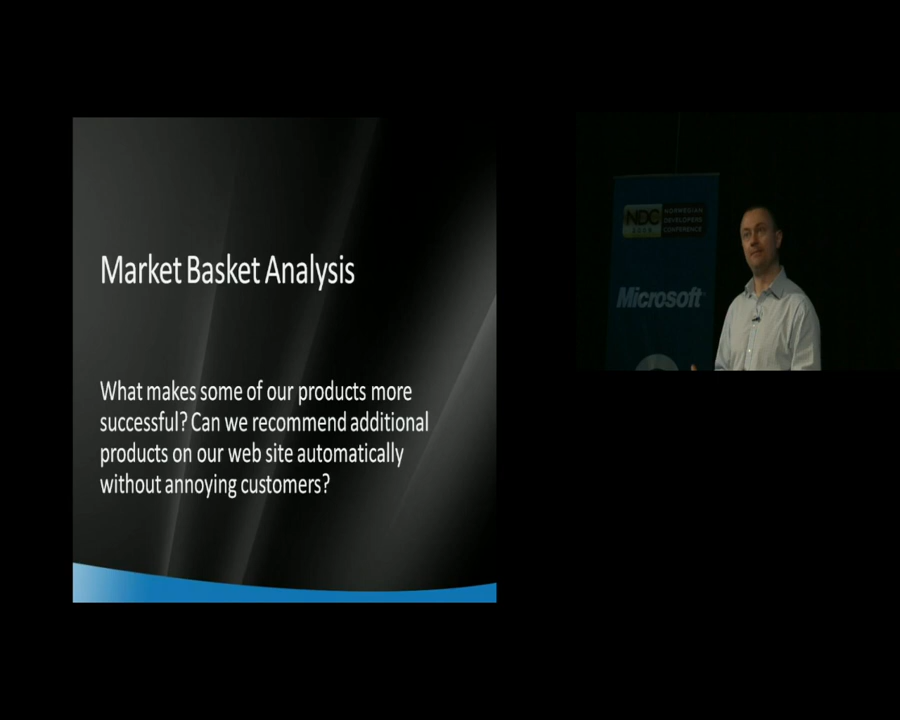 Market Basket Analysis
What makes some of our products more
successful? Can we recommend additional
products on our web site automatically
without annoying customers?
NDC
NORWEGIAN
DEVELOPERS
CONFERENCE
Microsoft